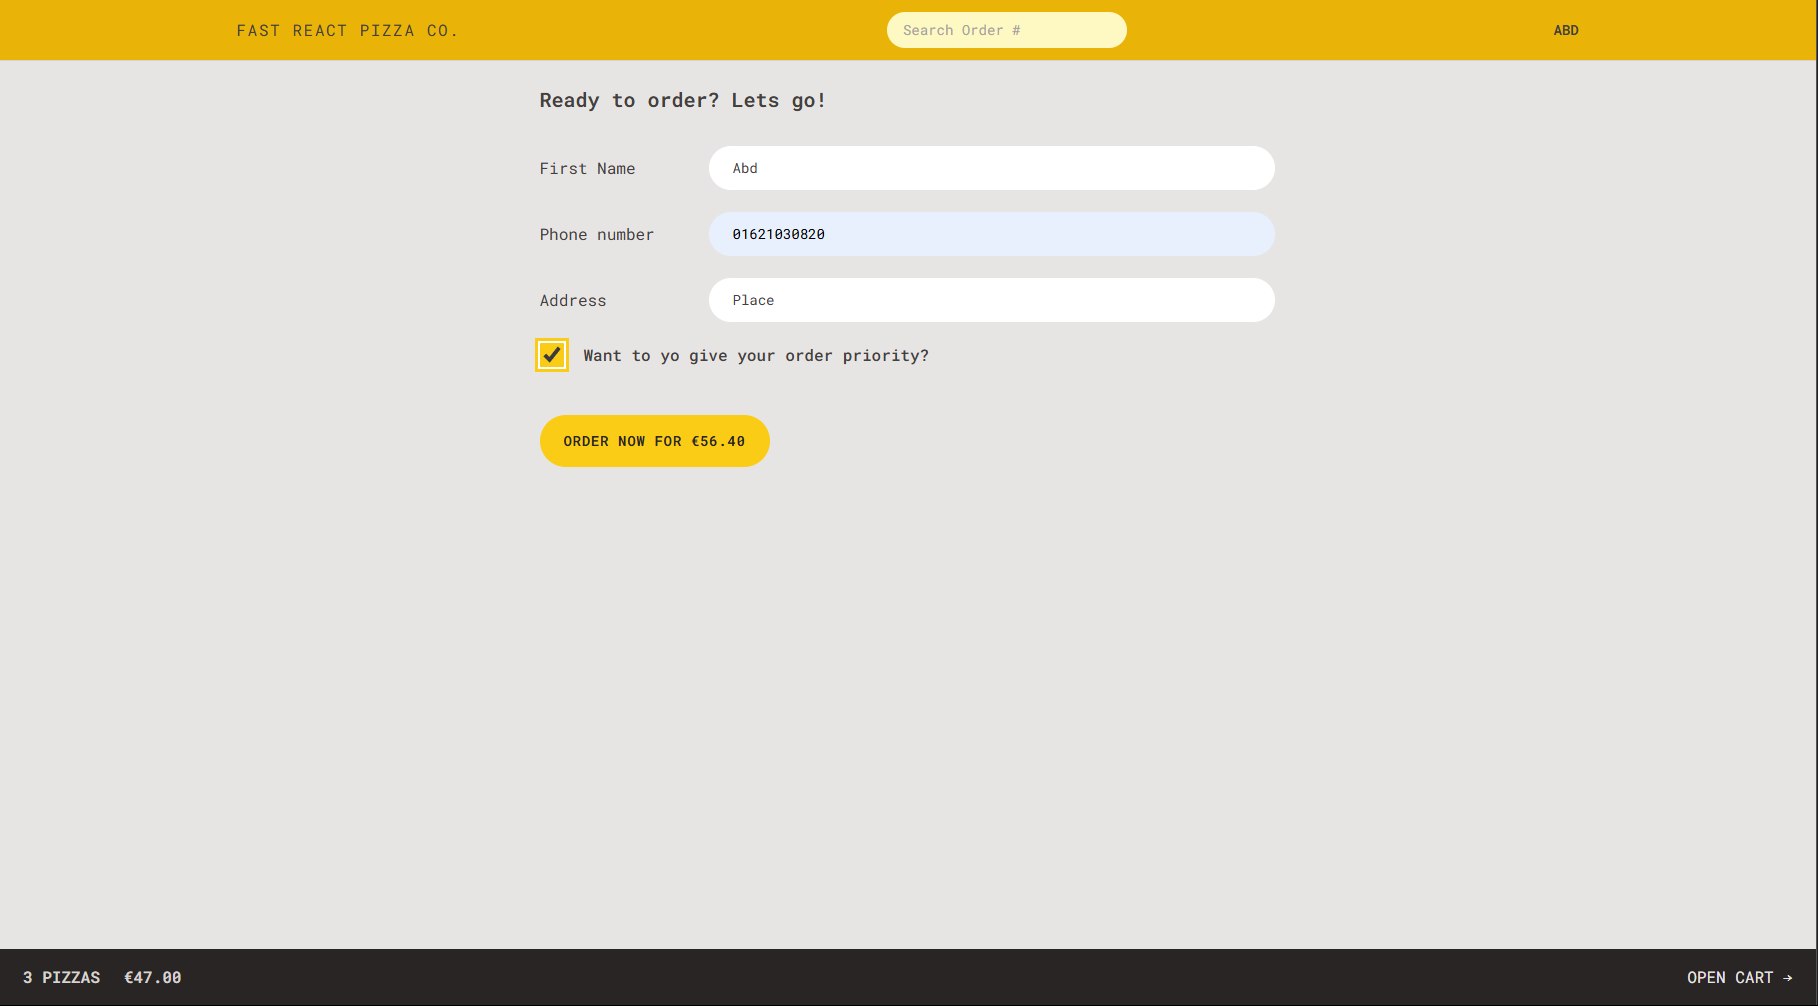 FAST REACT PIZZA CO.
Search Order #
ABD
Ready to order? Lets go!
First Name
Abd
Phone number
01621030820
Address
Place
Want to yo give your order priority?
ORDER NOW FOR €56.40
3 PIZZAS €47.00
OPEN CART →